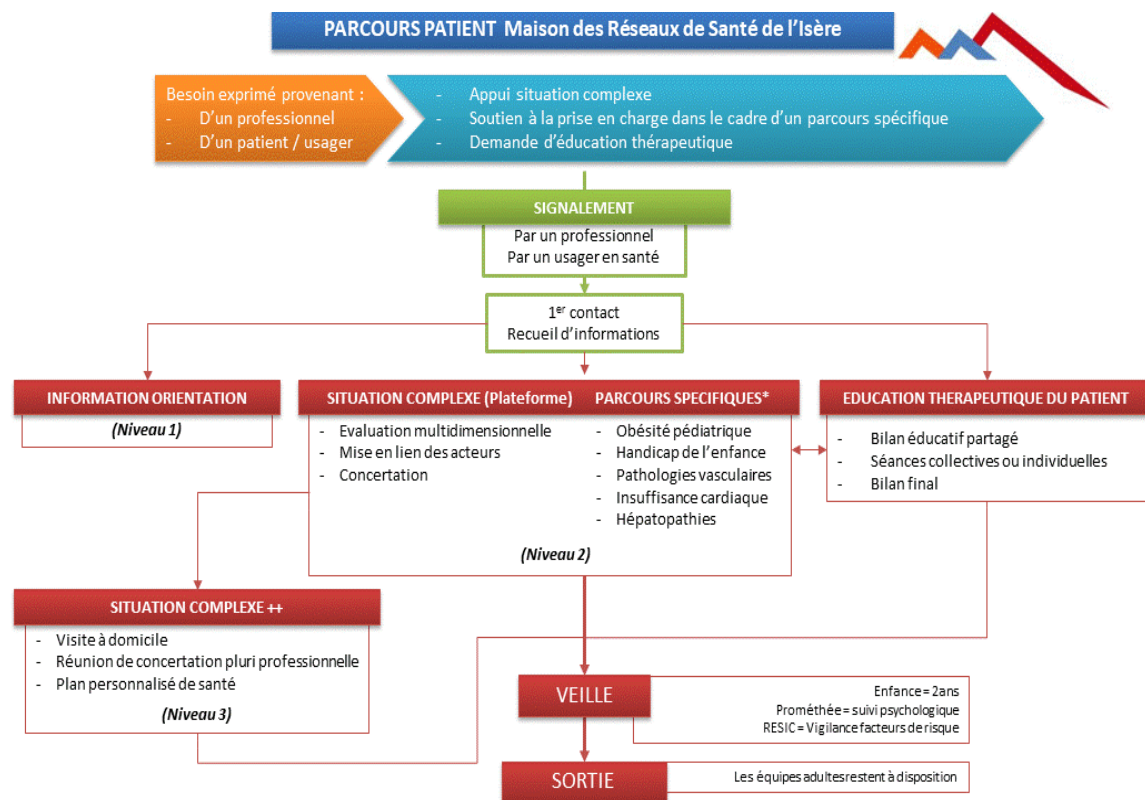 PARCOURS PATIENT Maison des Réseaux de Santé de l'Isère
Besoin exprimé provenant :
- D'un professionnel
- D'un patient / usager
- Appui situation complexe
- Soutien à la prise en charge dans le cadre d'un parcours spécifique
- Demande d'éducation thérapeutique
SIGNALEMENT
Par un professionnel
Par un usager en santé
1er contact
Recueil d'informations
INFORMATION ORIENTATION
(Niveau 1)
SITUATION COMPLEXE (Plateforme)
- Evaluation multidimensionnelle
- Mise en lien des acteurs
- Concertation
PARCOURS SPECIFIQUES*
- Obésité pédiatrique
- Handicap de l'enfance
- Pathologies vasculaires
- Insuffisance cardiaque
- Hépatopathies
(Niveau 2)
EDUCATION THERAPEUTIQUE DU PATIENT
- Bilan éducatif partagé
- Séances collectives ou individuelles
- Bilan final
SITUATION COMPLEXE ++
- Visite à domicile
- Réunion de concertation pluri professionnelle
- Plan personnalisé de santé
(Niveau 3)
VEILLE
Enfance = 2ans
Prométhée = suivi psychologique
RESIC = Vigilance facteurs de risque
SORTIE
Les équipes adultes restent à disposition